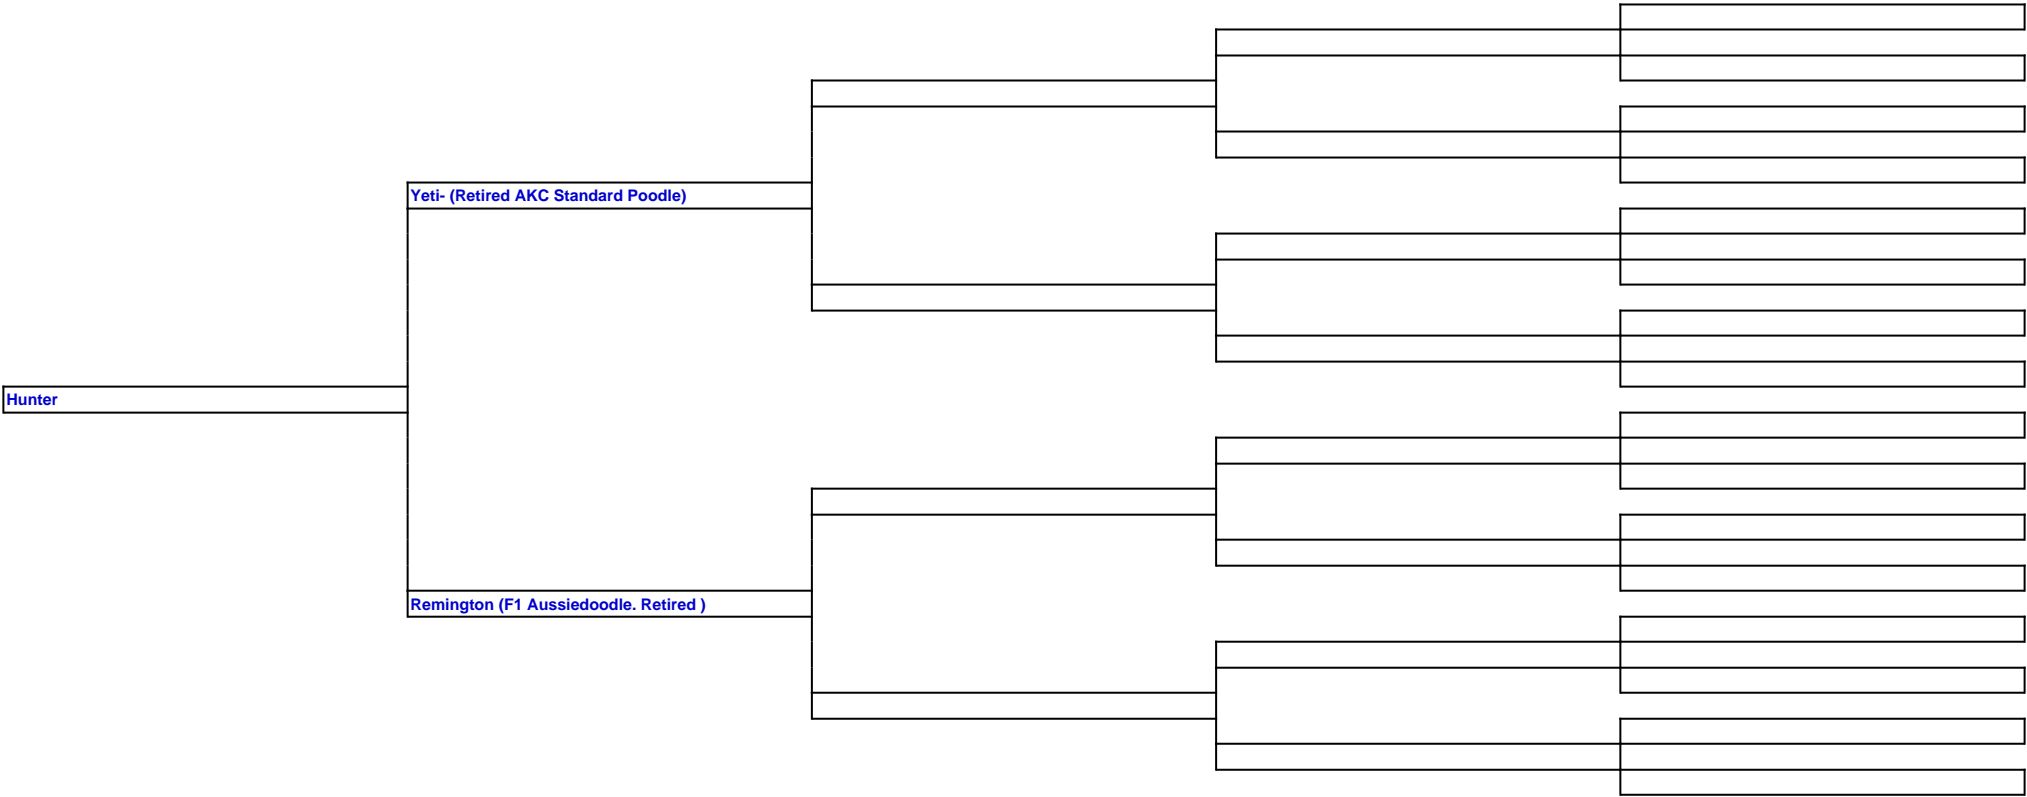 Yeti- (Retired AKC Standard Poodle)
Hunter
Remington (F1 Aussiedoodle. Retired )